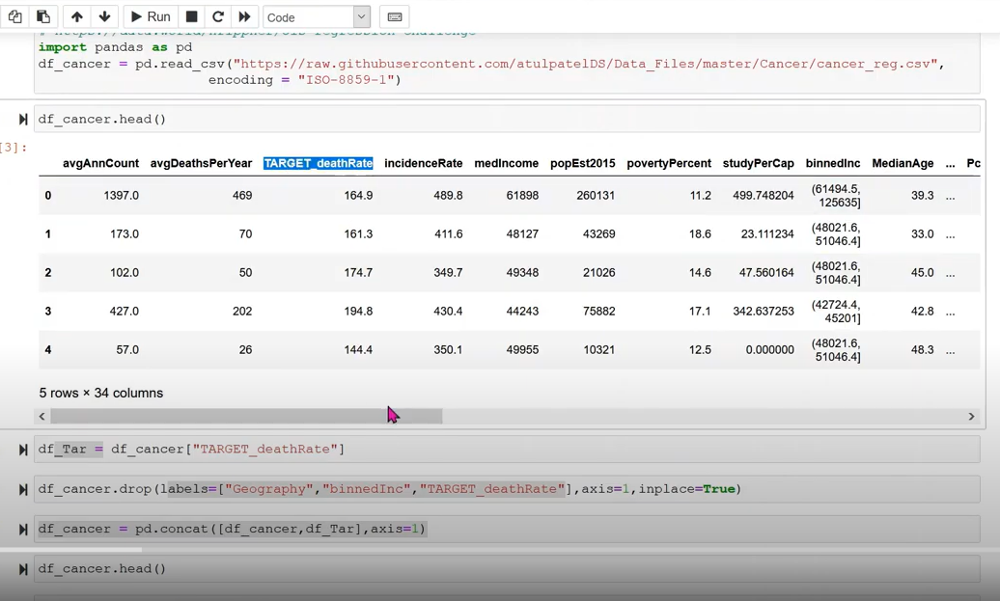 Run
Code
import pandas as pd
df_cancer = pd.read_csv("https://raw.githubusercontent.com/atulpatelDS/Data_Files/master/Cancer/cancer_reg.csv",
encoding = "ISO-8859-1")
df_cancer.head()
[3]:
avgAnnCount avgDeathsPerYear TARGET_deathRate incidenceRate medIncome popEst2015 povertyPercent studyPerCap binnedInc MedianAge ... Pc
0 1397.0 469 164.9 489.8 61898 260131 11.2 499.748204 (61494.5, 125635] 39.3 ...
1 173.0 70 161.3 411.6 48127 43269 18.6 23.111234 (48021.6, 51046.4] 33.0 ...
2 102.0 50 174.7 349.7 49348 21026 14.6 47.560164 (48021.6, 51046.4] 45.0 ...
3 427.0 202 194.8 430.4 44243 75882 17.1 342.637253 (42724.4, 45201] 42.8 ...
4 57.0 26 144.4 350.1 49955 10321 12.5 0.000000 (48021.6, 51046.4] 48.3 ...
5 rows × 34 columns
df_Tar = df_cancer["TARGET_deathRate"]
df_cancer.drop(labels=["Geography","binnedInc","TARGET_deathRate"],axis=1,inplace=True)
df_cancer = pd.concat([df_cancer,df_Tar],axis=1)
df_cancer.head()